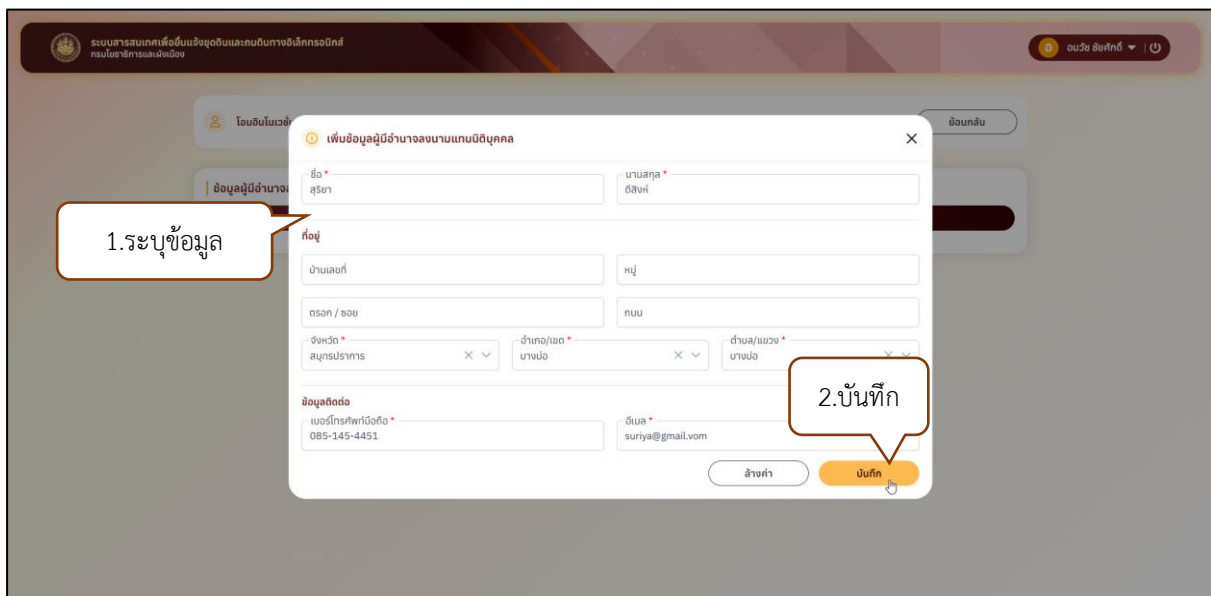 ระบบสารสนเทศเพื่อยื่นแจ้งขุดดินและถมดินทางอิเล็กทรอนิกส์
กรมโยธาธิการและผังเมือง
อ อนวัช ชัยศักดิ์
โอบอินโนเวชั่
ย้อนกลับ
เพิ่มข้อมูลผู้มีอำนาจลงนามแทนนิติบุคคล
ข้อมูลผู้มีอำนาจล
ชื่อ *
สุริยา
นามสกุล *
ดีสิงห์
1.ระบุข้อมูล
ที่อยู่
บ้านเลขที่
หมู่
ตรอก / ซอย
ถนน
จังหวัด *
สมุทรปราการ
อำเภอ/เขต *
บางบ่อ
ตำบล/แขวง *
บางบ่อ
2.บันทึก
ข้อมูลติดต่อ
เบอร์โทรศัพท์มือถือ *
085-145-4451
อีเมล *
suriya@gmail.vom
ล้างค่า
บันทึก